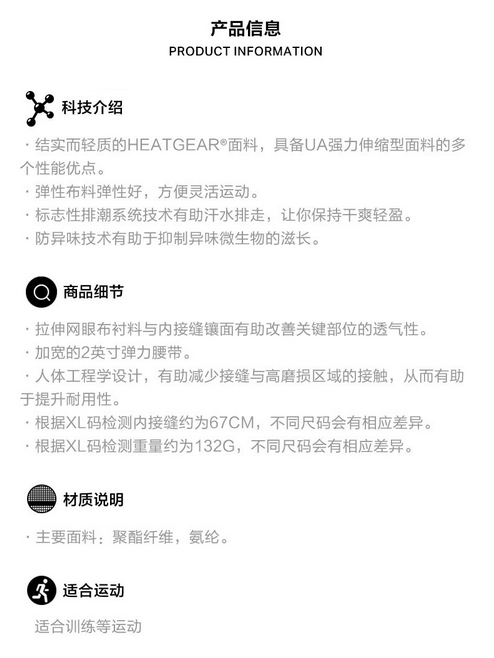 产品信息
PRODUCT INFORMATION
科技介绍
·结实而轻质的HEATGEAR®面料，具备UA强力伸缩型面料的多
个性能优点。
·弹性布料弹性好，方便灵活运动。
·标志性排潮系统技术有助汗水排走，让你保持干爽轻盈。
·防异味技术有助于抑制异味微生物的滋长。
商品细节
·拉伸网眼布衬料与内接缝镶面有助改善关键部位的透气性。
·加宽的2英寸弹力腰带。
·人体工程学设计，有助减少接缝与高磨损区域的接触，从而有助
于提升耐用性。
·根据XL码检测内接缝约为67CM，不同尺码会有相应差异。
·根据XL码检测重量约为132G，不同尺码会有相应差异。
材质说明
·主要面料：聚酯纤维，氨纶。
适合运动
适合训练等运动